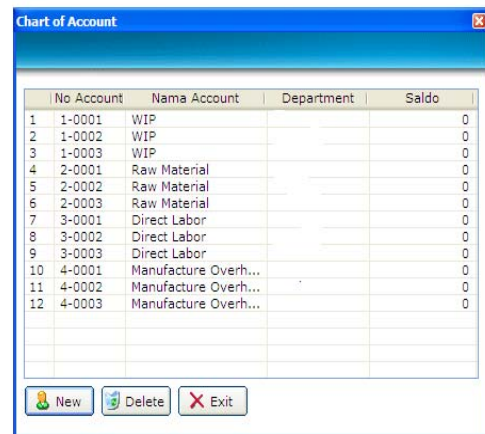 Chart of Account
No Account Nama Account Department Saldo
1 1-0001 WIP 0
2 1-0002 WIP 0
3 1-0003 WIP 0
4 2-0001 Raw Material 0
5 2-0002 Raw Material 0
6 2-0003 Raw Material 0
7 3-0001 Direct Labor 0
8 3-0002 Direct Labor 0
9 3-0003 Direct Labor 0
10 4-0001 Manufacture Overh... 0
11 4-0002 Manufacture Overh... 0
12 4-0003 Manufacture Overh... 0
New Delete Exit